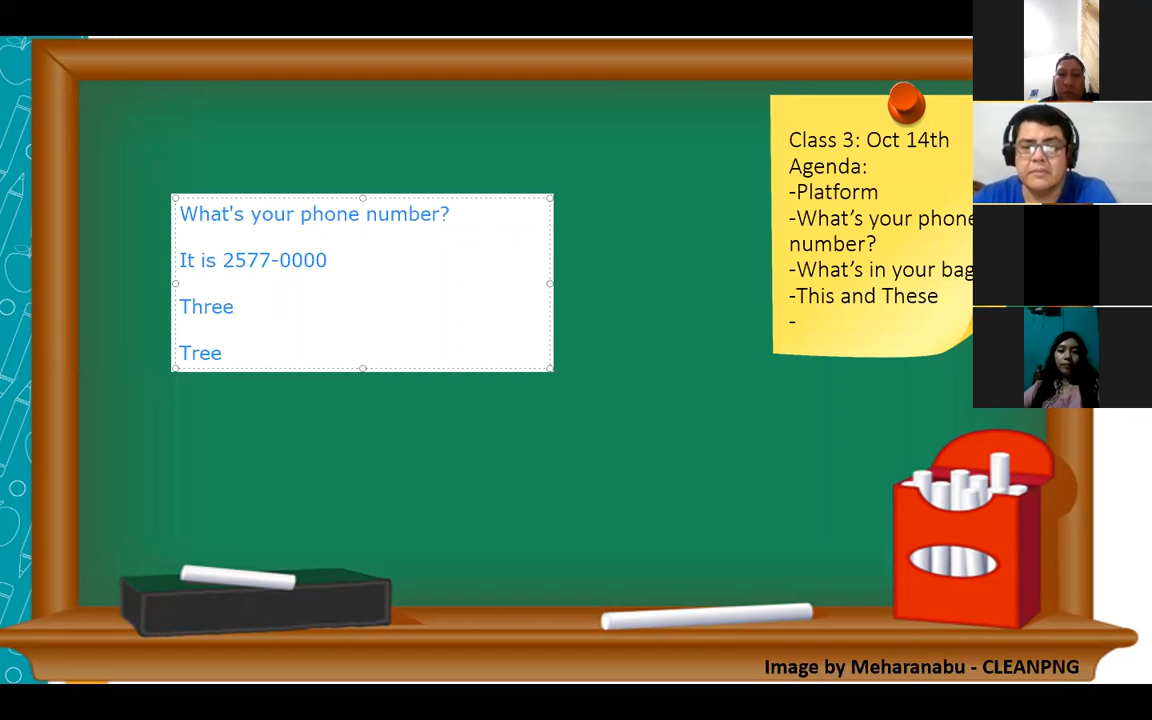 What's your phone number?
It is 2577-0000
Three
Tree
Class 3: Oct 14th
Agenda:
-Platform
-What’s your phone
number?
-What’s in your bag
-This and These
-
Image by Meharanabu - CLEANPNG